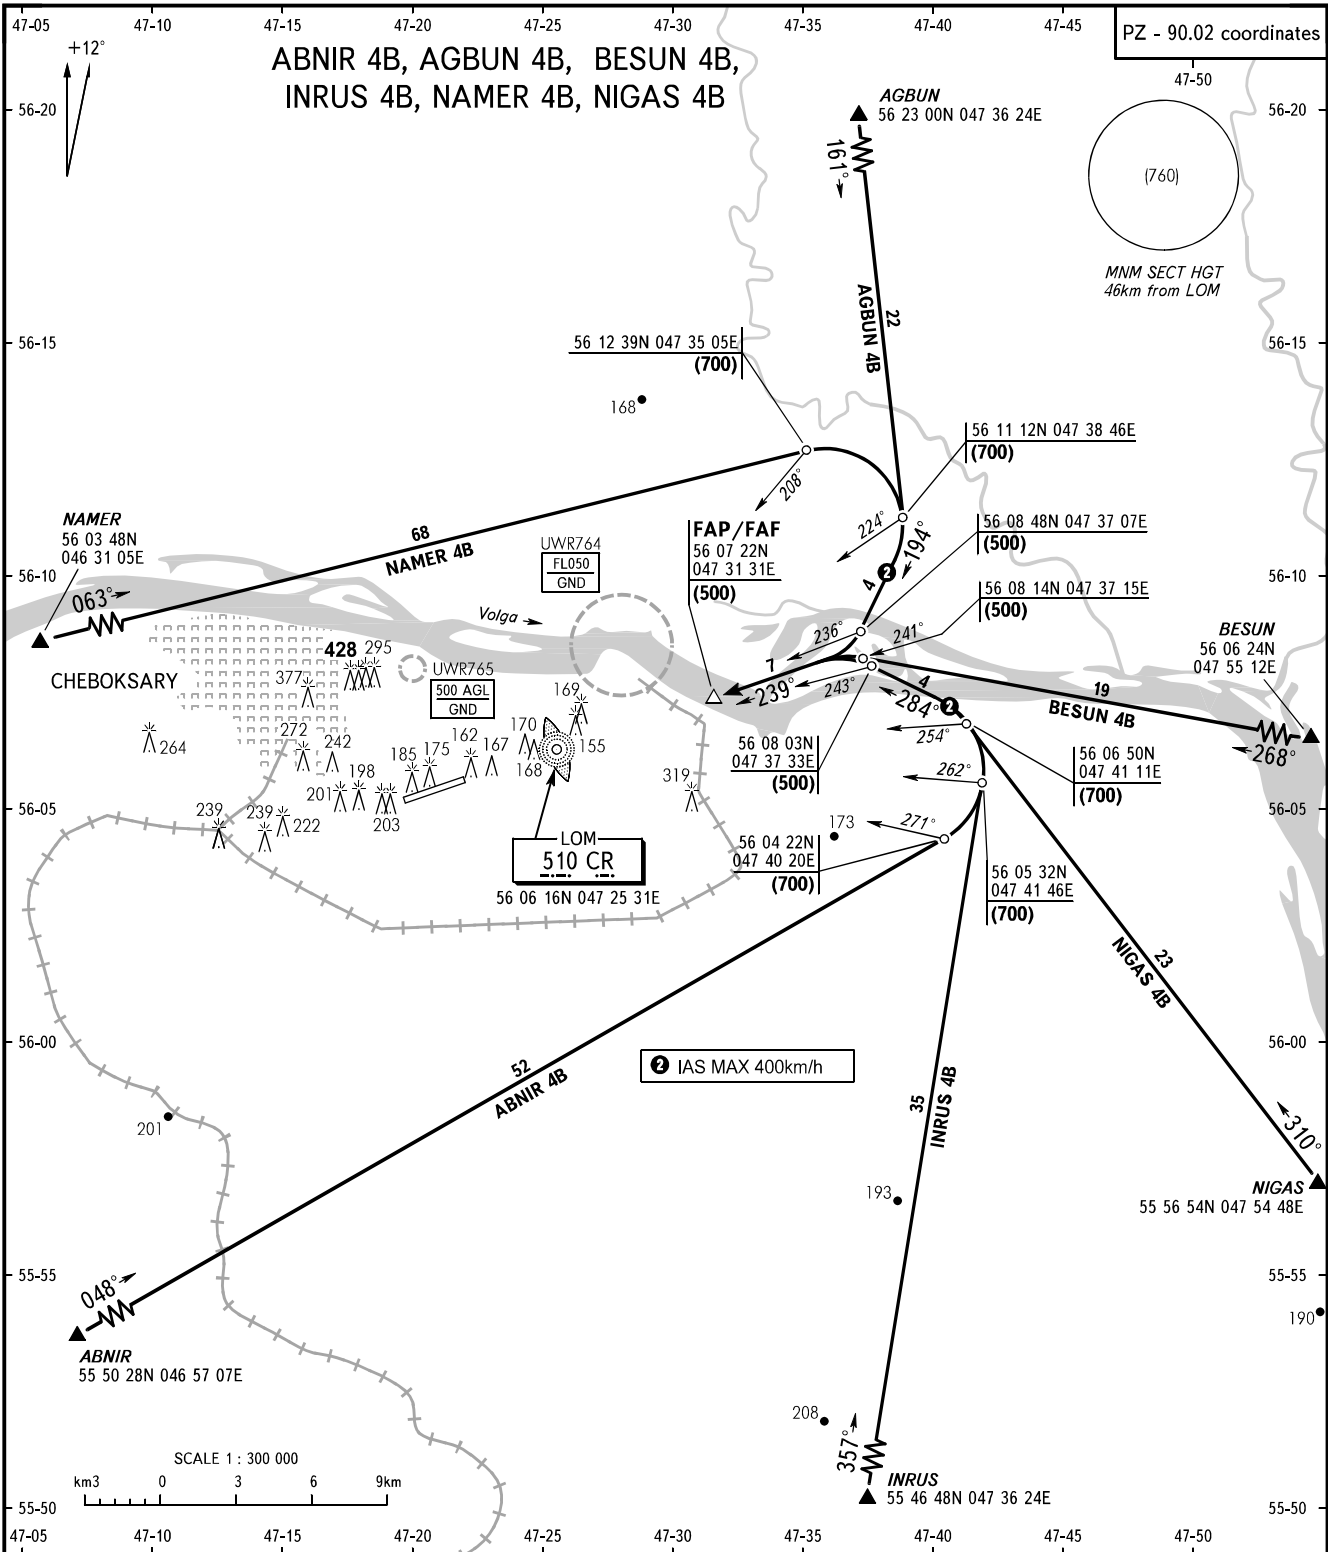 47-05 47-10 47-15 47-20 47-25 47-30 47-35 47-40 47-45
PZ - 90.02 coordinates
47-50
+12°
ABNIR 4B, AGBUN 4B, BESUN 4B,
INRUS 4B, NAMER 4B, NIGAS 4B
56-20
56-20
AGBUN
56 23 00N 047 36 24E
161°
(760)
MNM SECT HGT
46km from LOM
22
AGBUN 4B
56-15
56-15
56 12 39N 047 35 05E
(700)
168
208°
56 11 12N 047 38 46E
(700)
224°
194°
2
4
NAMER
56 03 48N
046 31 05E
063°
68
NAMER 4B
UWR764
FL050
GND
FAP/FAF
56 07 22N
047 31 31E
(500)
56 08 48N 047 37 07E
(500)
56-10
56-10
56 08 14N 047 37 15E
(500)
Volga
236°
241°
7
239°
243°
4
284°
2
BESUN
56 06 24N
047 55 12E
19
BESUN 4B
268°
CHEBOKSARY
428
295
377
UWR765
500 AGL
GND
169
264
272
242
185
175
162
167
170
168
155
254°
56 08 03N
047 37 33E
(500)
56 06 50N
047 41 11E
(700)
262°
201
198
203
319
239
239
222
56-05
56-05
LOM
510 CR
56 06 16N 047 25 31E
173
271°
56 04 22N
047 40 20E
(700)
56 05 32N
047 41 46E
(700)
23
NIGAS 4B
56-00
56-00
52
ABNIR 4B
2 IAS MAX 400km/h
35
INRUS 4B
201
310°
193
NIGAS
55 56 54N 047 54 48E
55-55
55-55
048°
190
ABNIR
55 50 28N 046 57 07E
208
357°
SCALE 1 : 300 000
km3 0 3 6 9km
INRUS
55 46 48N 047 36 24E
55-50
55-50
47-05 47-10 47-15 47-20 47-25 47-30 47-35 47-40 47-45 47-50